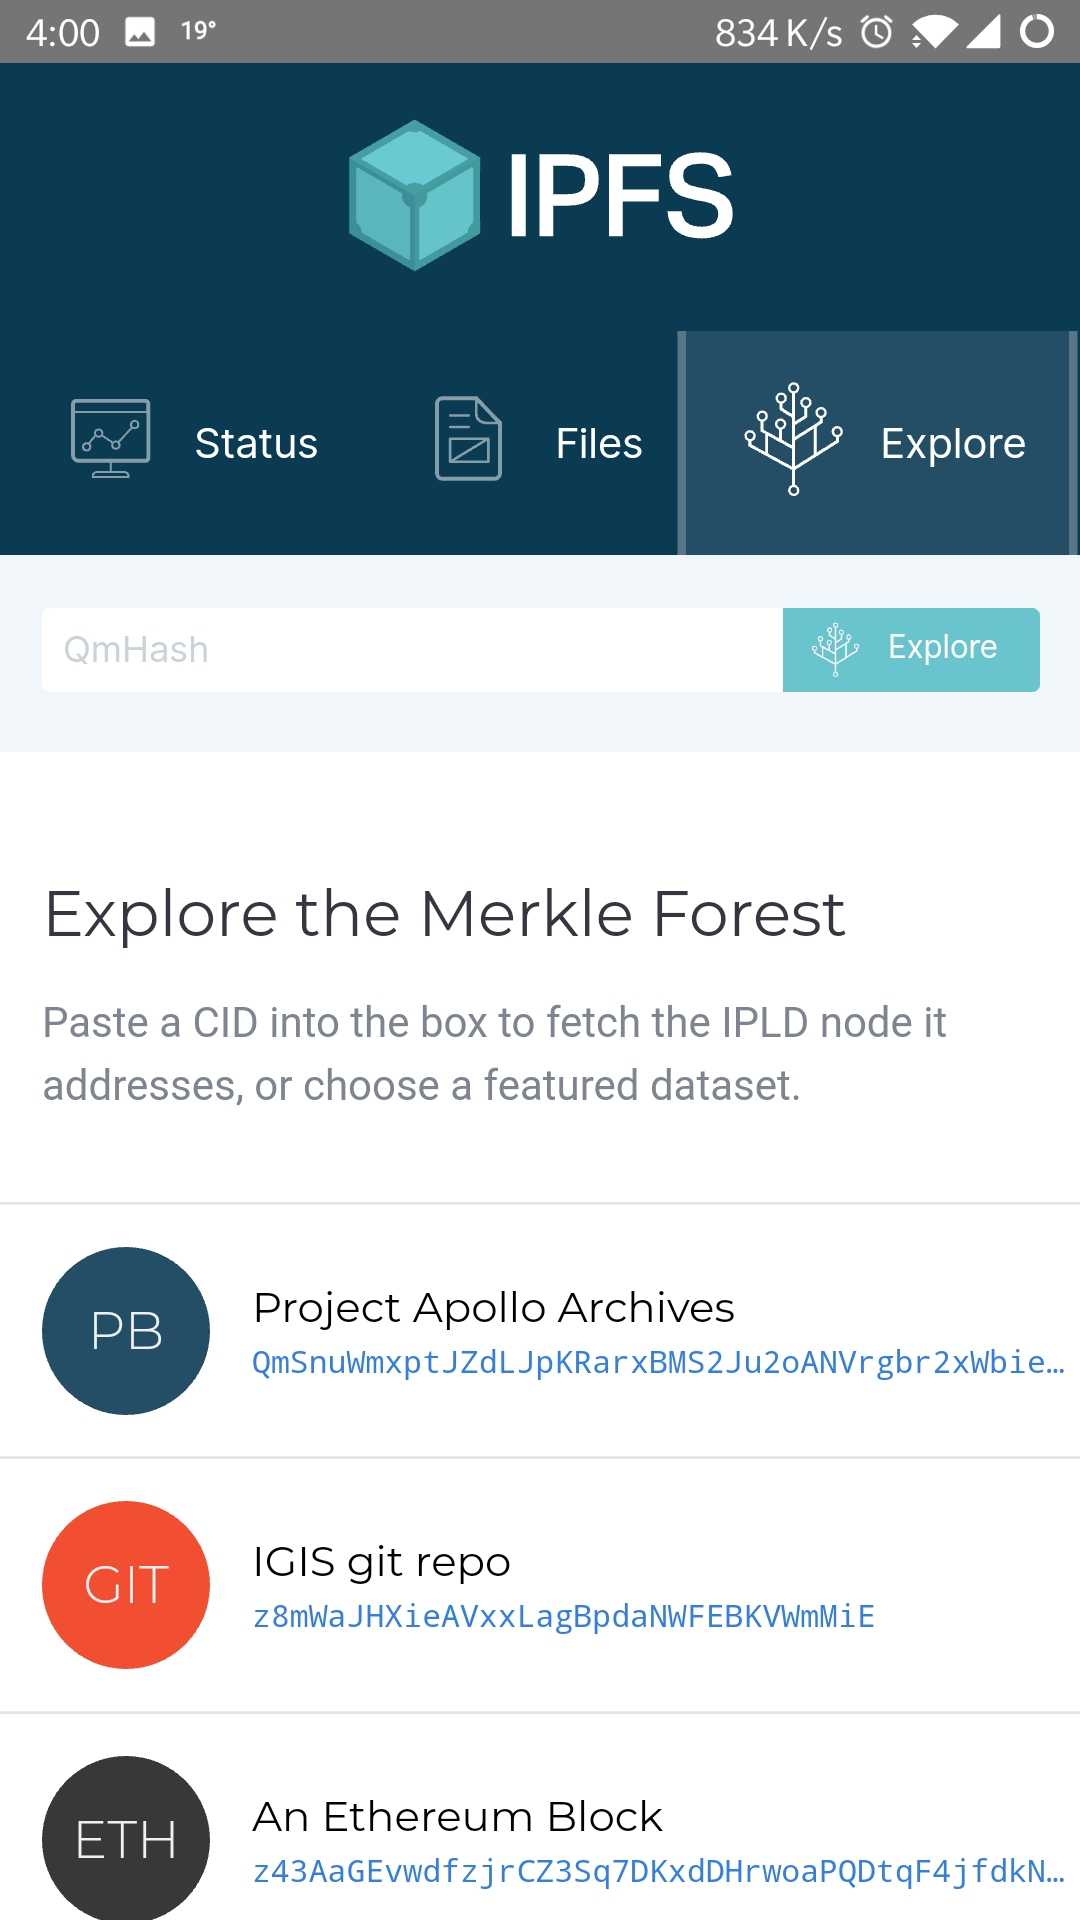 4:00 19° 834 K/s
IPFS
Status Files Explore
QmHash Explore
Explore the Merkle Forest
Paste a CID into the box to fetch the IPLD node it
addresses, or choose a featured dataset.
PB
Project Apollo Archives
QmSnuWmxptJZdLJpKRarxBMS2Ju2oANVrgbr2xWbie…
GIT
IGIS git repo
z8mWaJHXieAVxxLagBpdaNWFEBKVWmMiE
ETH
An Ethereum Block
z43AaGEvwdfzjrCZ3Sq7DKxdDHrwoaPQDtqF4jfdkN…